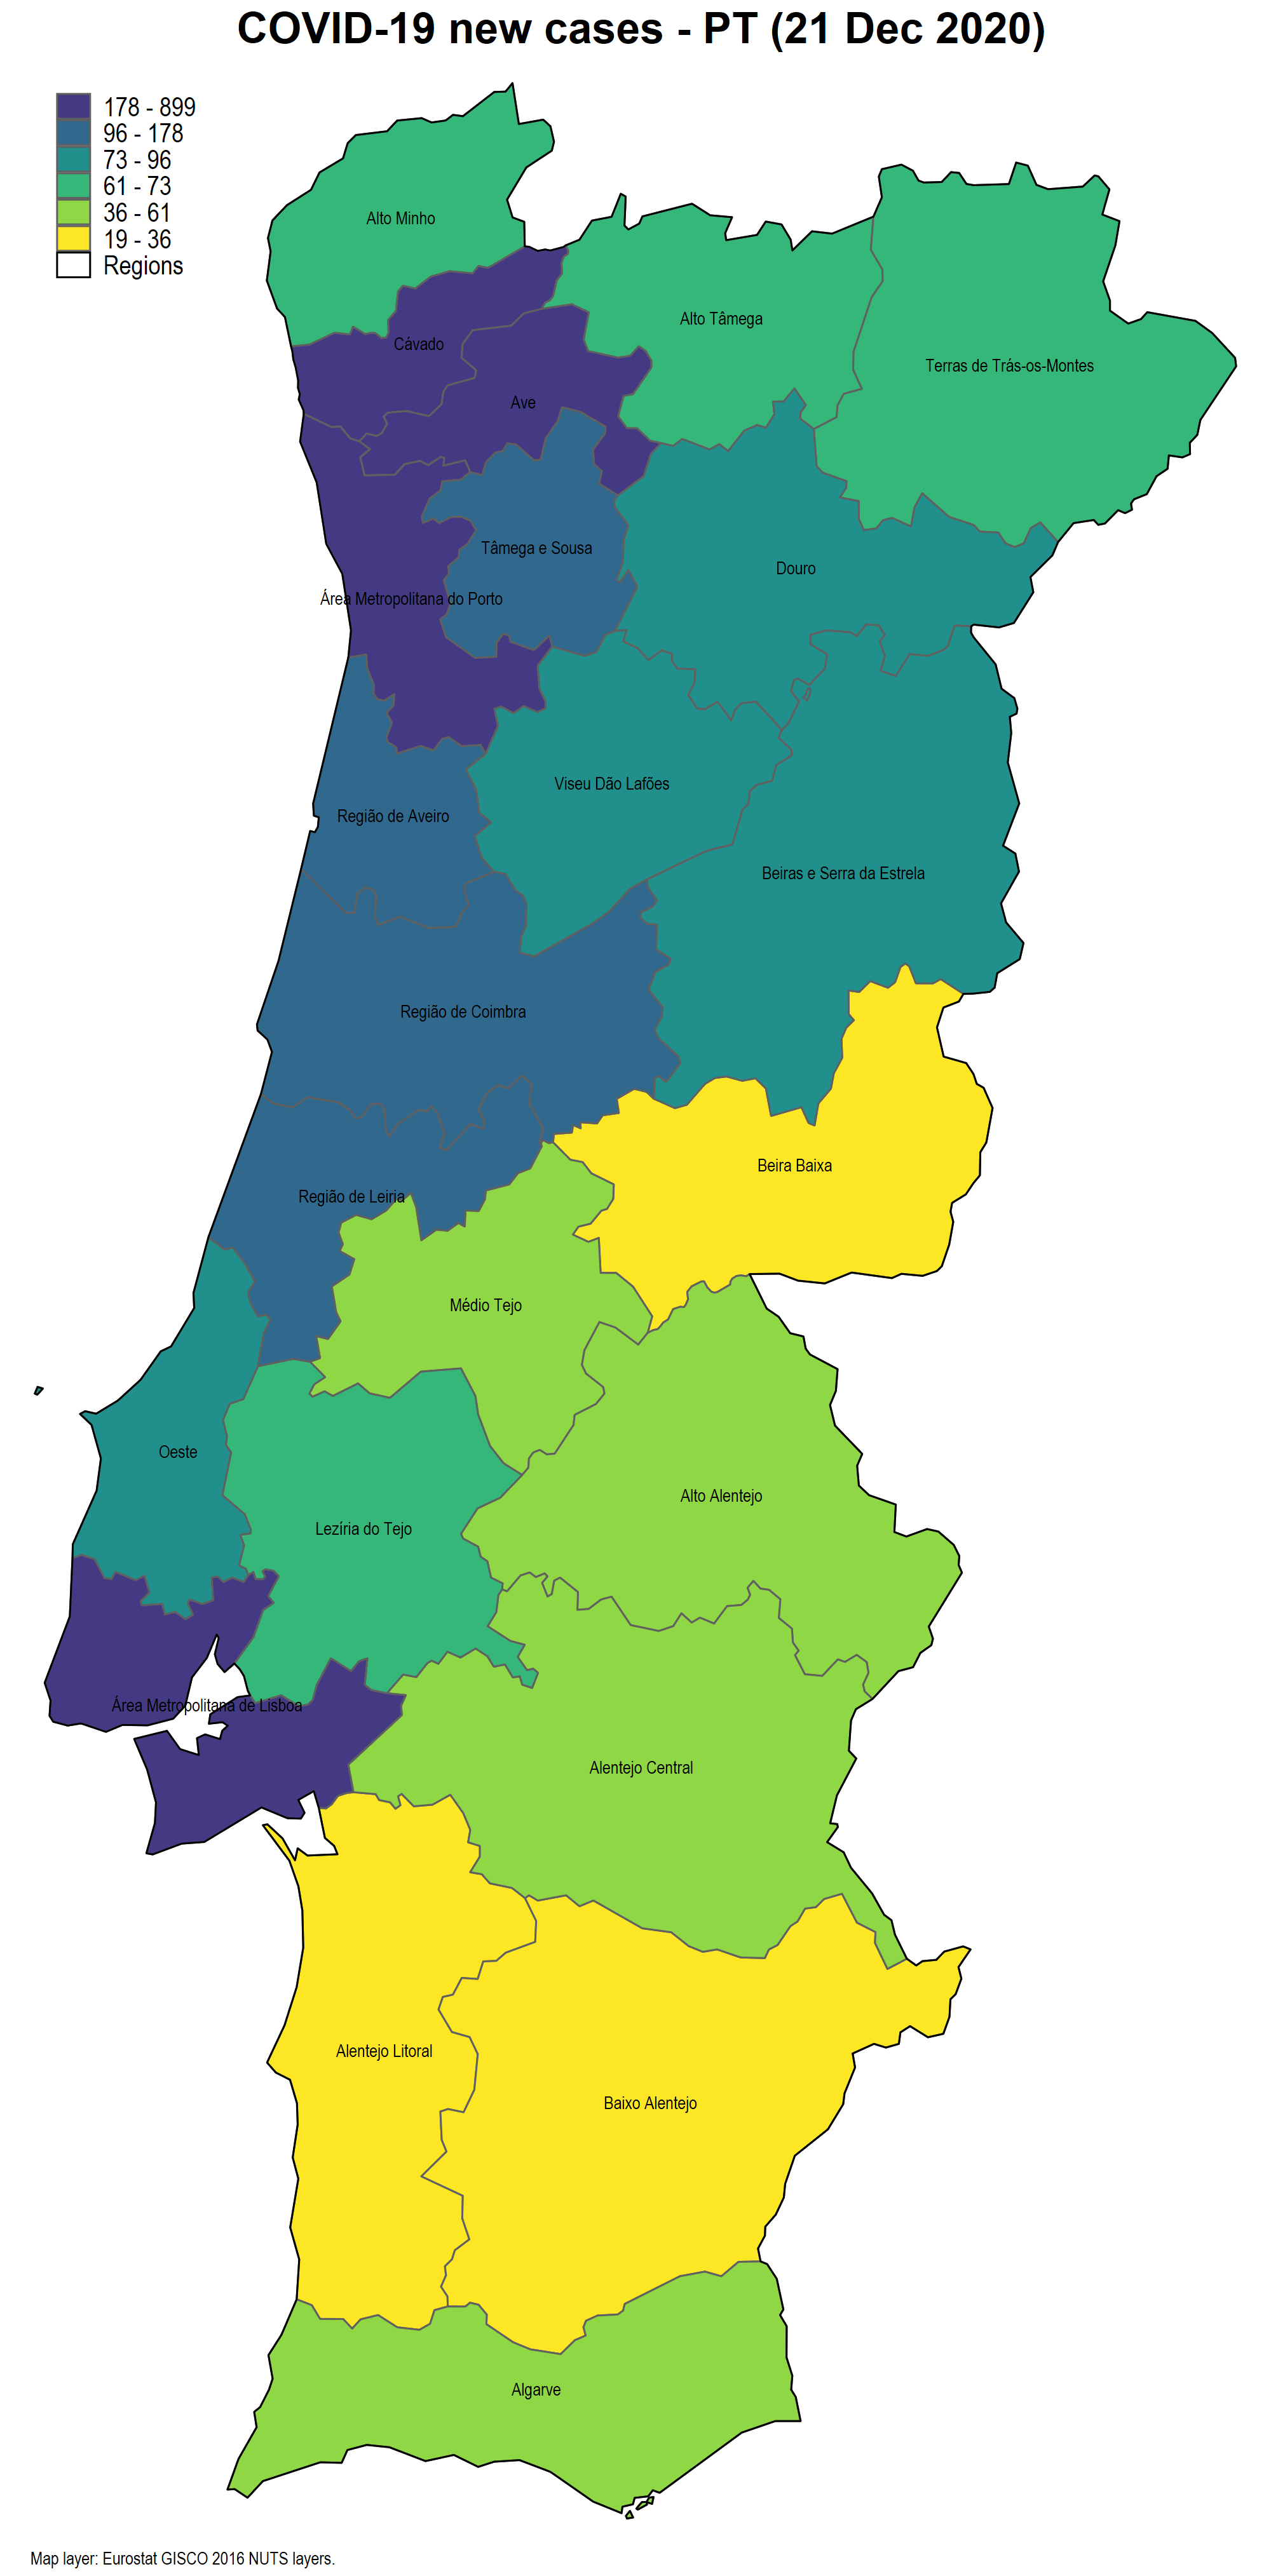 COVID-19 new cases - PT (21 Dec 2020)
178 - 899
96 - 178
73 - 96
61 - 73
36 - 61
19 - 36
Regions
Alto Minho
Alto Tâmega
Cávado
Terras de Trás-os-Montes
Ave
Tâmega e Sousa
Douro
Área Metropolitana do Porto
Viseu Dão Lafões
Região de Aveiro
Beiras e Serra da Estrela
Região de Coimbra
Beira Baixa
Região de Leiria
Médio Tejo
Oeste
Alto Alentejo
Lezíria do Tejo
Área Metropolitana de Lisboa
Alentejo Central
Alentejo Litoral
Baixo Alentejo
Algarve
Map layer: Eurostat GISCO 2016 NUTS layers.